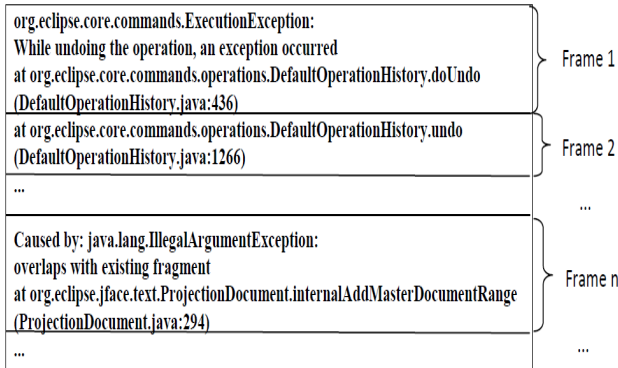 org.eclipse.core.commands.ExecutionException:
While undoing the operation, an exception occurred
at org.eclipse.core.commands.operations.DefaultOperationHistory.doUndo
(DefaultOperationHistory.java:436)
Frame 1
at org.eclipse.core.commands.operations.DefaultOperationHistory.undo
(DefaultOperationHistory.java:1266)
Frame 2
...
...
Caused by: java.lang.IllegalArgumentException:
overlaps with existing fragment
at org.eclipse.jface.text.ProjectionDocument.internalAddMasterDocumentRange
(ProjectionDocument.java:294)
Frame n
...
...